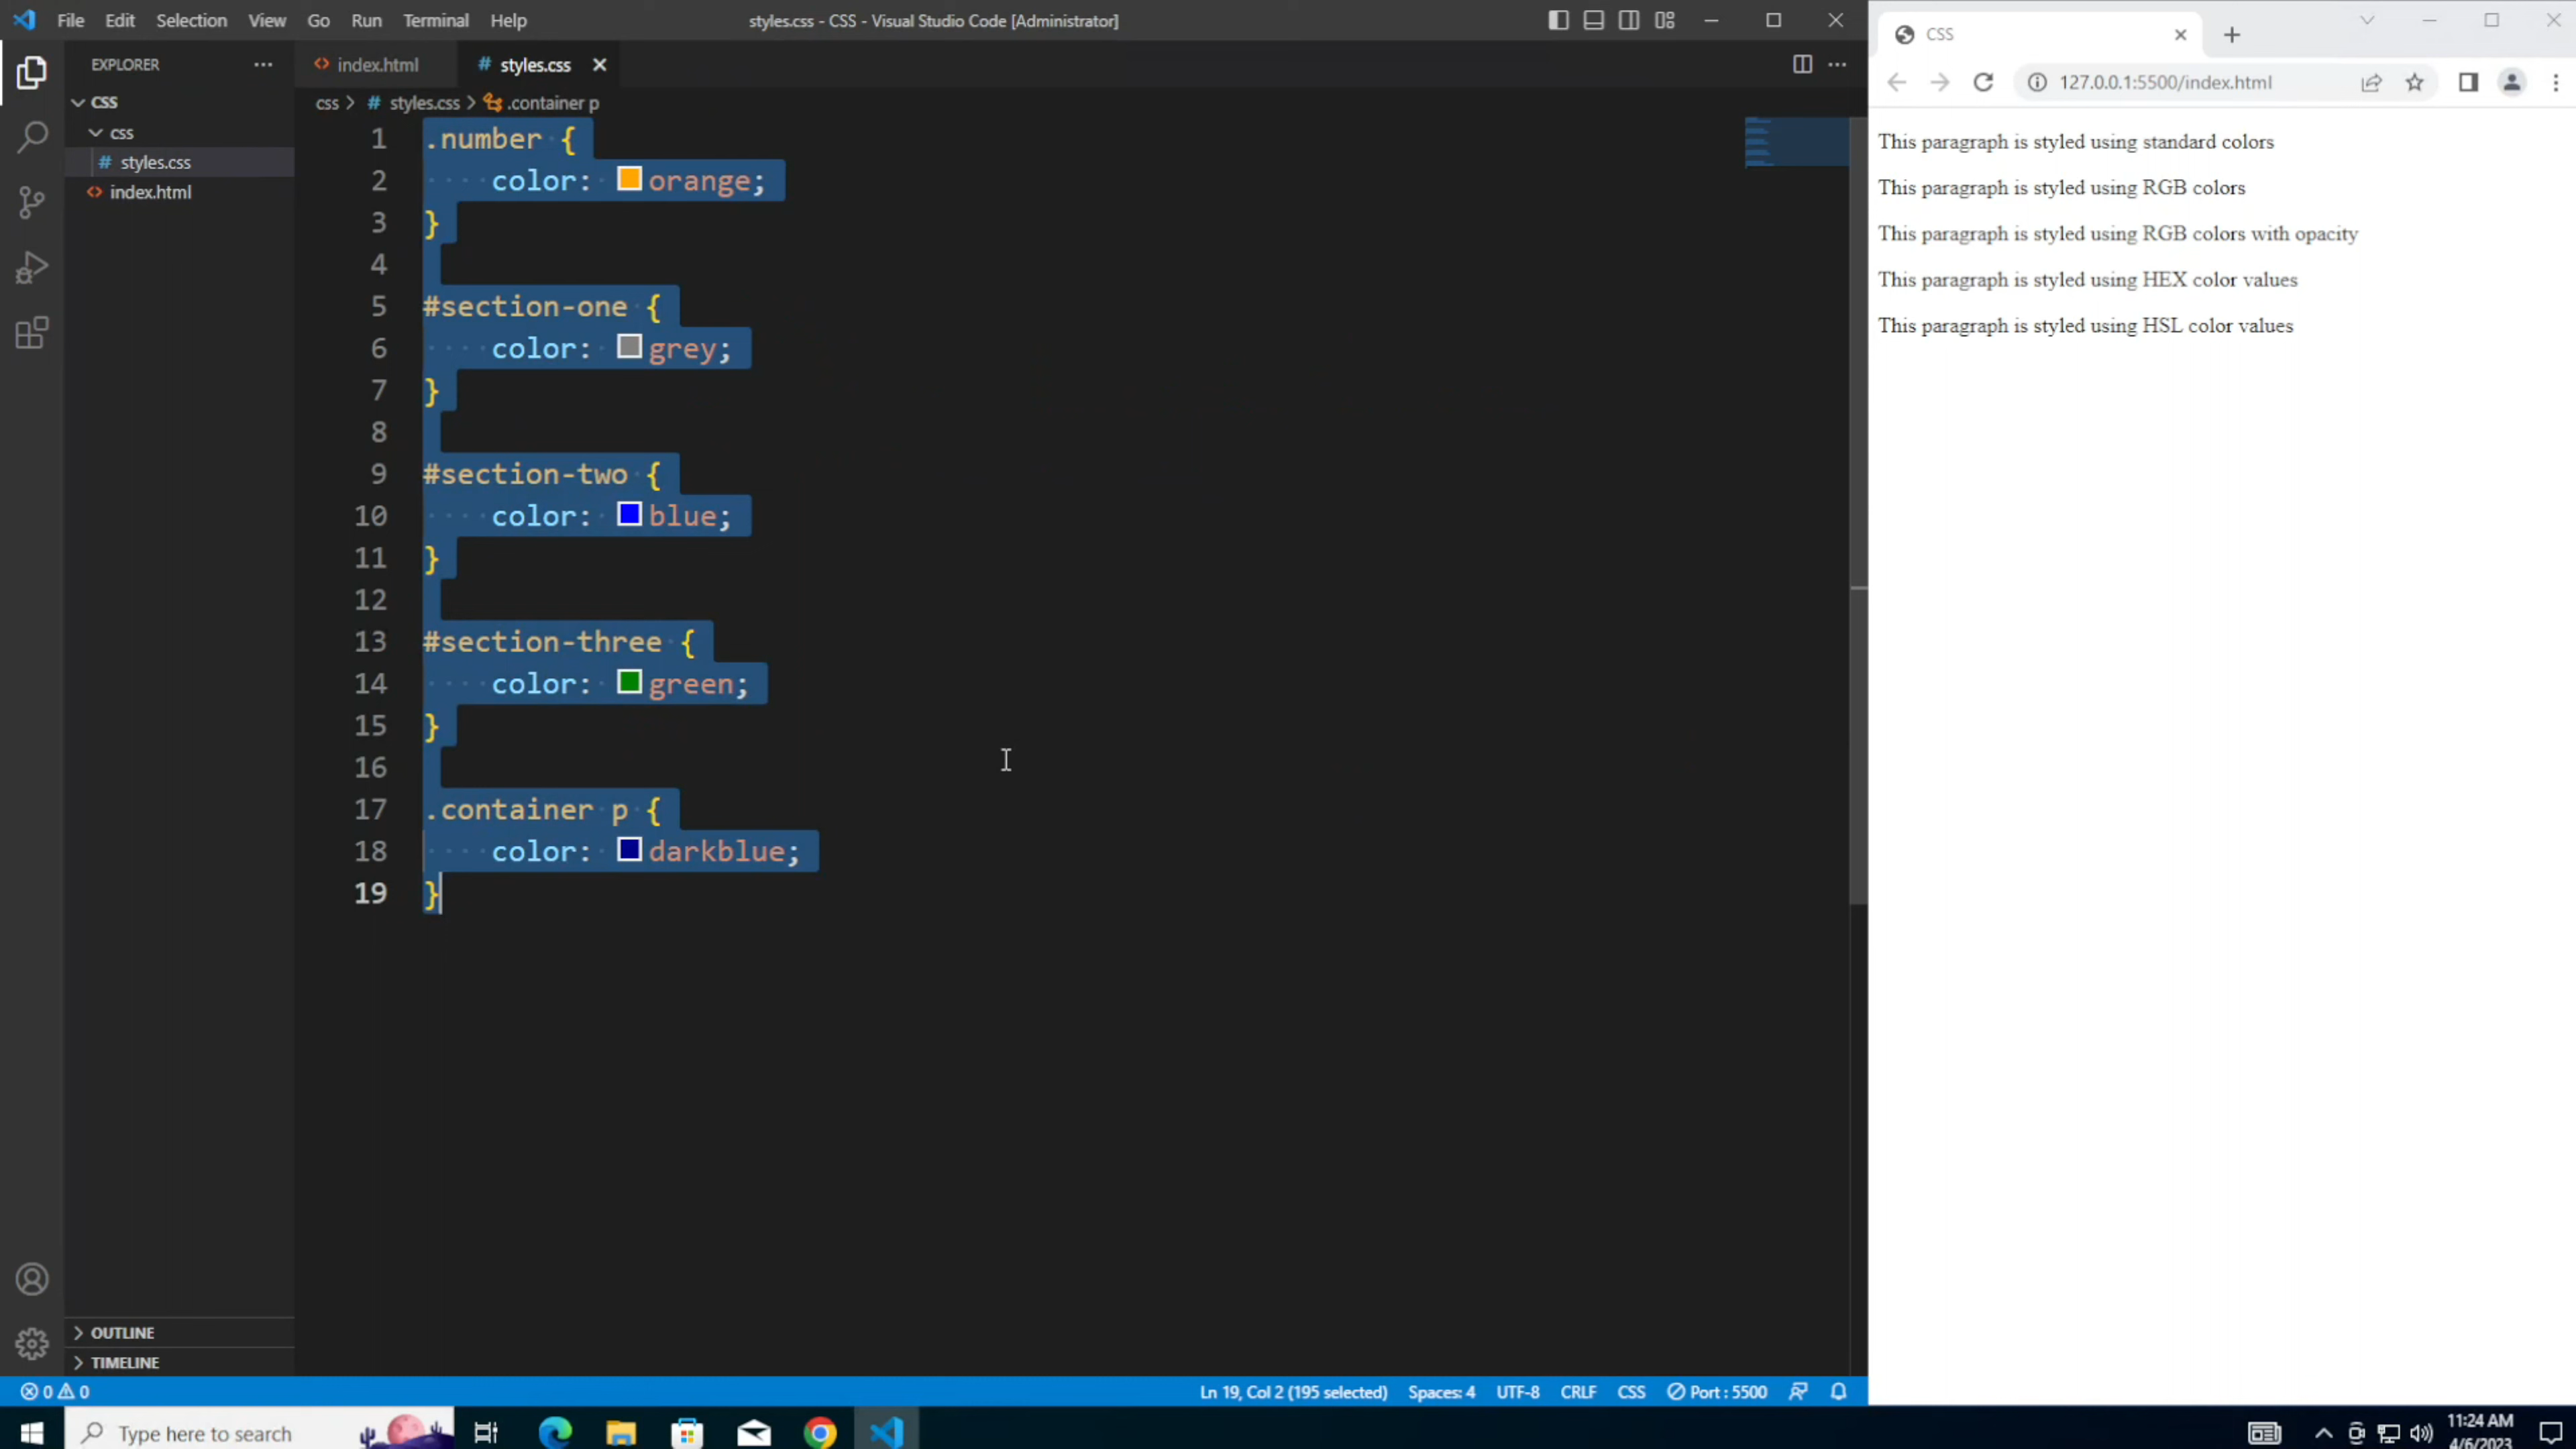 File Edit Selection View Go Run Terminal Help
styles.css - CSS - Visual Studio Code [Administrator]
EXPLORER ···
CSS
css
# styles.css
<> index.html
<> index.html
# styles.css
css > # styles.css > .container p
1 .number {
2 color: orange;
3 }
4
5 #section-one {
6 color: grey;
7 }
8
9 #section-two {
10 color: blue;
11 }
12
13 #section-three {
14 color: green;
15 }
16
17 .container p {
18 color: darkblue;
19 }
OUTLINE
TIMELINE
0 0
Ln 19, Col 2 (195 selected) Spaces: 4 UTF-8 CRLF CSS Port : 5500
Type here to search
11:24 AM
4/6/2023
CSS
127.0.0.1:5500/index.html
This paragraph is styled using standard colors
This paragraph is styled using RGB colors
This paragraph is styled using RGB colors with opacity
This paragraph is styled using HEX color values
This paragraph is styled using HSL color values